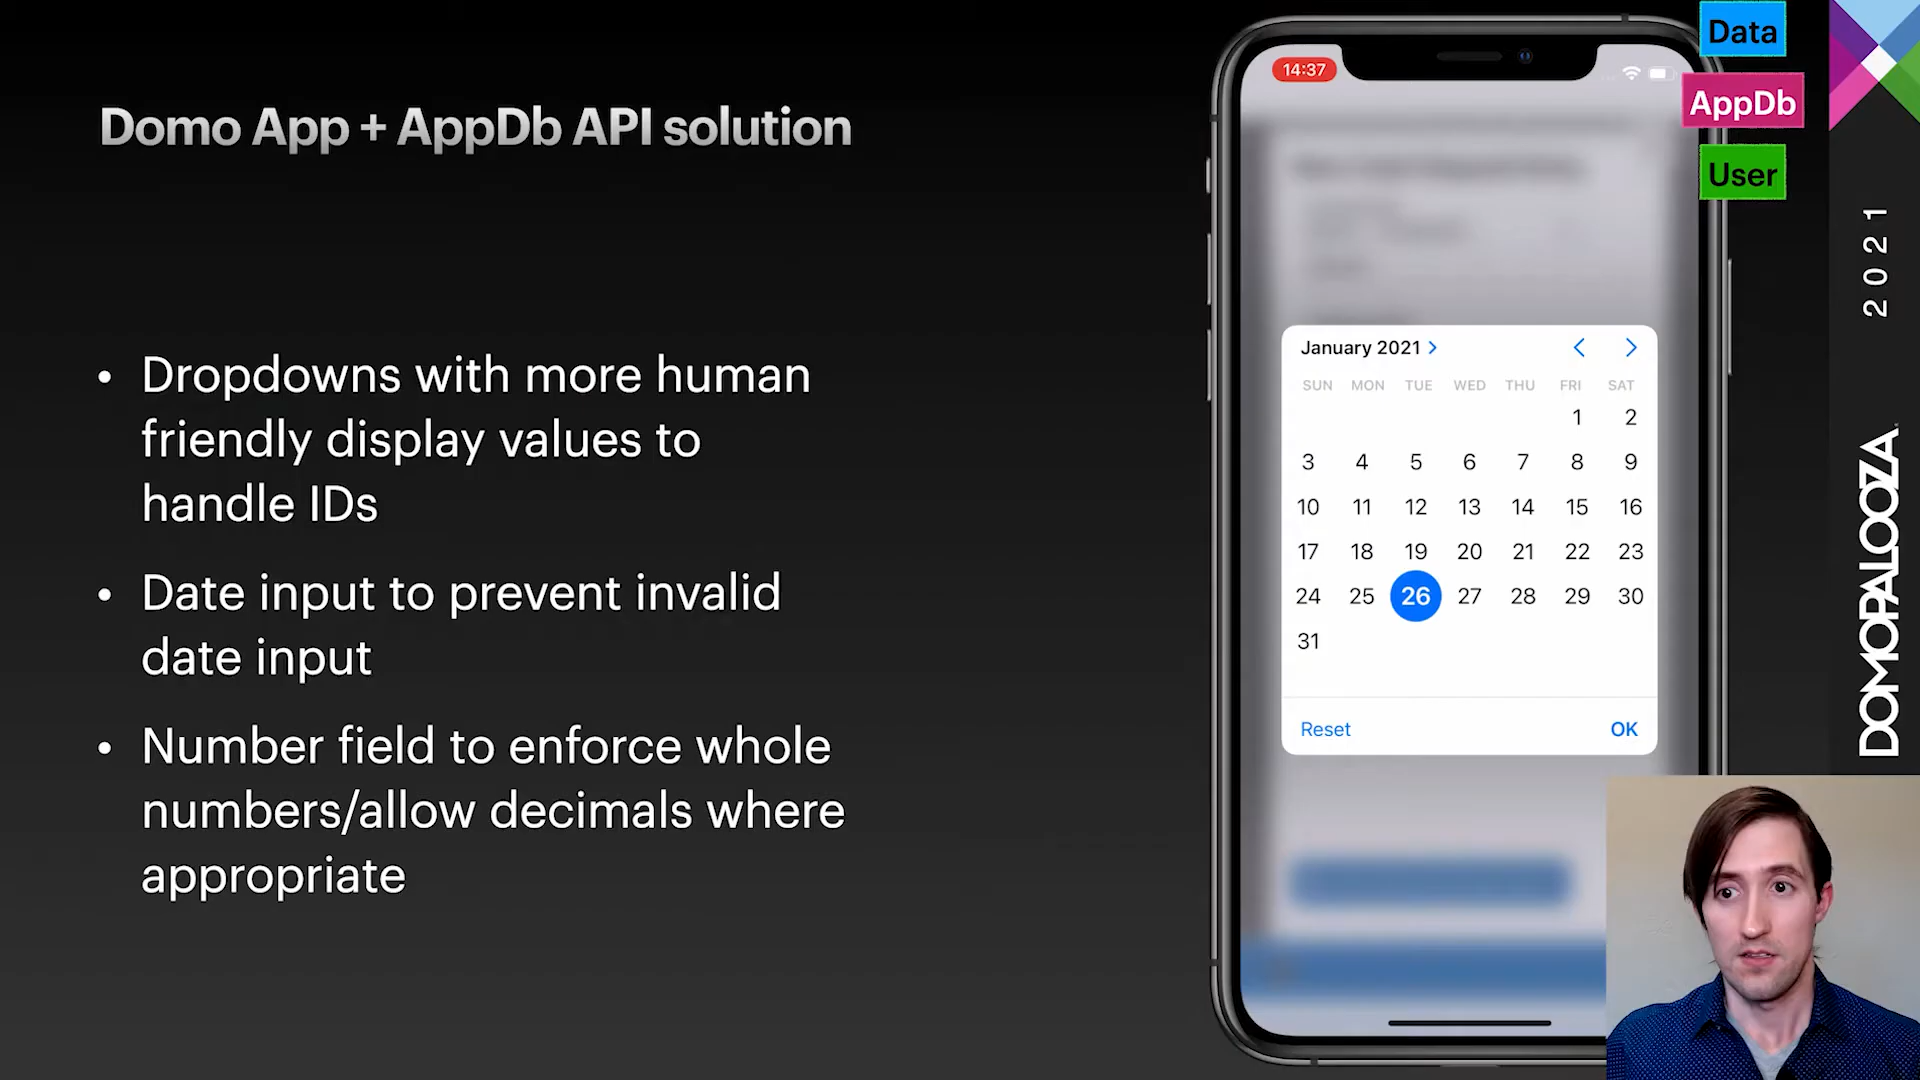 Domo App + AppDb API solution
• Dropdowns with more human
friendly display values to
handle IDs
• Date input to prevent invalid
date input
• Number field to enforce whole
numbers/allow decimals where
appropriate
14:37
January 2021
SUN MON TUE WED THU FRI SAT
1 2
3 4 5 6 7 8 9
10 11 12 13 14 15 16
17 18 19 20 21 22 23
24 25 26 27 28 29 30
31
Reset OK
Data
AppDb
User
2021
DOMOPALOOZA